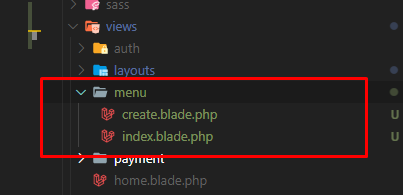 sass
views
auth
layouts
menu
create.blade.php U
index.blade.php U
payment
home.blade.php